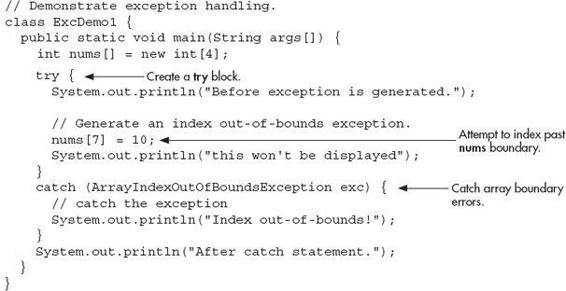 // Demonstrate exception handling.
class ExcDemo1 {
  public static void main(String args[]) {
    int nums[] = new int[4];
    try {
Create a try block.
      System.out.println("Before exception is generated.");
      // Generate an index out-of-bounds exception.
      nums[7] = 10;
Attempt to index past
nums boundary.
      System.out.println("this won't be displayed");
    }
    catch (ArrayIndexOutOfBoundsException exc) {
Catch array boundary
errors.
      // catch the exception
      System.out.println("Index out-of-bounds!");
    }
    System.out.println("After catch statement.");
  }
}